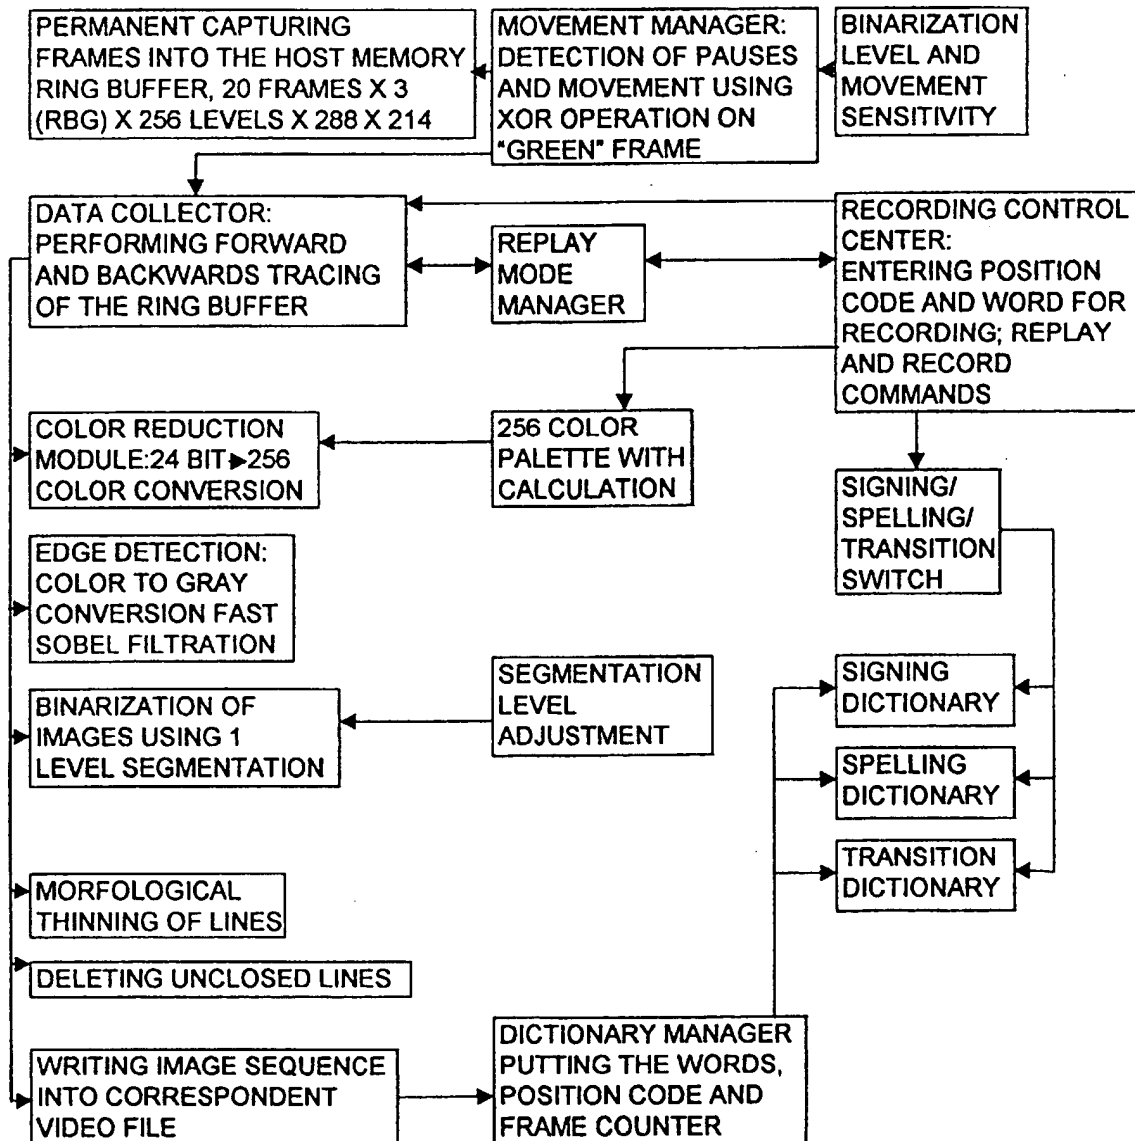 PERMANENT CAPTURING
FRAMES INTO THE HOST MEMORY
RING BUFFER, 20 FRAMES X 3
(RBG) X 256 LEVELS X 288 X 214
MOVEMENT MANAGER:
DETECTION OF PAUSES
AND MOVEMENT USING
XOR OPERATION ON
"GREEN" FRAME
BINARIZATION
LEVEL AND
MOVEMENT
SENSITIVITY
DATA COLLECTOR:
PERFORMING FORWARD
AND BACKWARDS TRACING
OF THE RING BUFFER
REPLAY
MODE
MANAGER
RECORDING CONTROL
CENTER:
ENTERING POSITION
CODE AND WORD FOR
RECORDING; REPLAY
AND RECORD
COMMANDS
COLOR REDUCTION
MODULE:24 BIT▶256
COLOR CONVERSION
256 COLOR
PALETTE WITH
CALCULATION
SIGNING/
SPELLING/
TRANSITION
SWITCH
EDGE DETECTION:
COLOR TO GRAY
CONVERSION FAST
SOBEL FILTRATION
BINARIZATION OF
IMAGES USING 1
LEVEL SEGMENTATION
SEGMENTATION
LEVEL
ADJUSTMENT
SIGNING
DICTIONARY
SPELLING
DICTIONARY
TRANSITION
DICTIONARY
MORFOLOGICAL
THINNING OF LINES
DELETING UNCLOSED LINES
WRITING IMAGE SEQUENCE
INTO CORRESPONDENT
VIDEO FILE
DICTIONARY MANAGER
PUTTING THE WORDS,
POSITION CODE AND
FRAME COUNTER